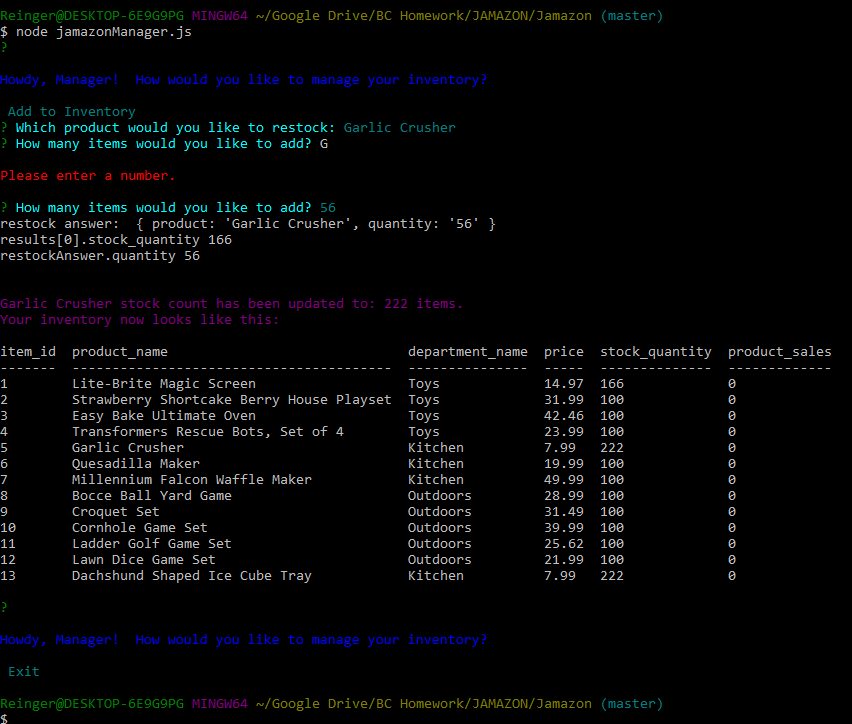 Reinger@DESKTOP-6E9G9PG MINGW64 ~/Google Drive/BC Homework/JAMAZON/Jamazon (master)
$ node jamazonManager.js
?
Howdy, Manager!  How would you like to manage your inventory?
Add to Inventory
? Which product would you like to restock: Garlic Crusher
? How many items would you like to add? G
Please enter a number.
? How many items would you like to add? 56
restock answer:  { product: 'Garlic Crusher', quantity: '56' }
results[0].stock_quantity 166
restockAnswer.quantity 56
Garlic Crusher stock count has been updated to: 222 items.
Your inventory now looks like this:
item_id  product_name                              department_name  price  stock_quantity  product_sales
-------  ----------------------------------------  ---------------  -----  --------------  -------------
1        Lite-Brite Magic Screen                   Toys             14.97  166             0
2        Strawberry Shortcake Berry House Playset  Toys             31.99  100             0
3        Easy Bake Ultimate Oven                   Toys             42.46  100             0
4        Transformers Rescue Bots, Set of 4        Toys             23.99  100             0
5        Garlic Crusher                            Kitchen          7.99   222             0
6        Quesadilla Maker                          Kitchen          19.99  100             0
7        Millennium Falcon Waffle Maker            Kitchen          49.99  100             0
8        Bocce Ball Yard Game                      Outdoors         28.99  100             0
9        Croquet Set                               Outdoors         31.49  100             0
10       Cornhole Game Set                         Outdoors         39.99  100             0
11       Ladder Golf Game Set                      Outdoors         25.62  100             0
12       Lawn Dice Game Set                        Outdoors         21.99  100             0
13       Dachshund Shaped Ice Cube Tray            Kitchen          7.99   222             0
?
Howdy, Manager!  How would you like to manage your inventory?
Exit
Reinger@DESKTOP-6E9G9PG MINGW64 ~/Google Drive/BC Homework/JAMAZON/Jamazon (master)
$